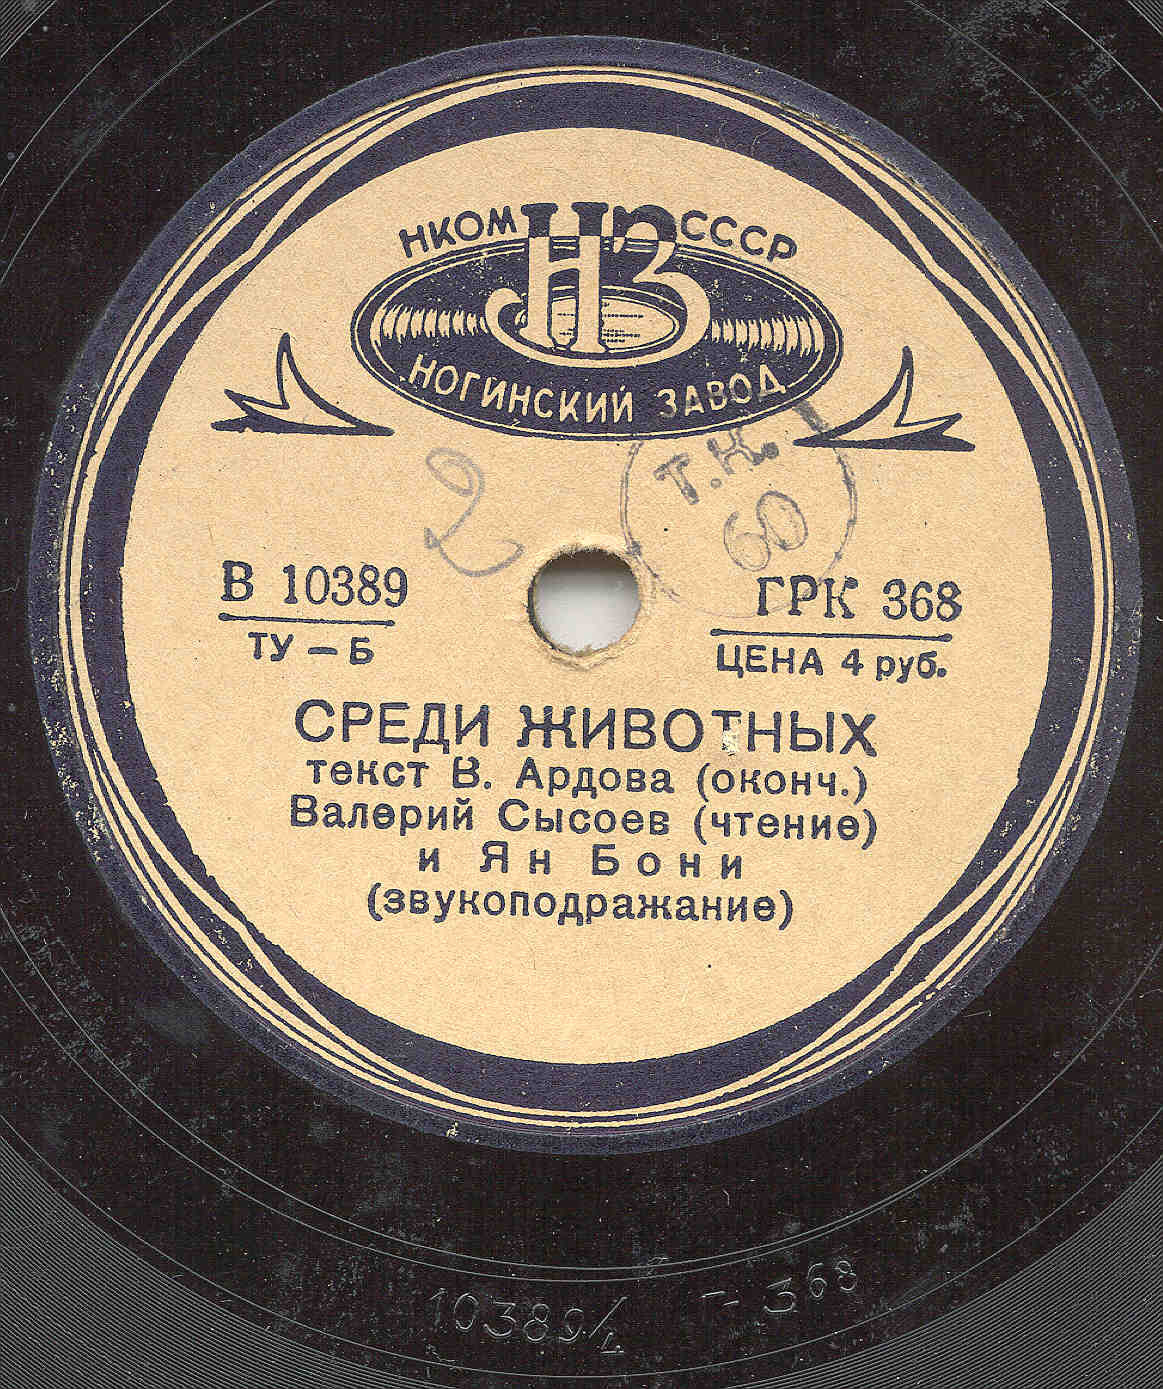 НКОМ НЗ СССР
НОГИНСКИЙ ЗАВОД
2
Т.К.
60
В 10389
ТУ – Б
ГРК 368
ЦЕНА 4 руб.
СРЕДИ ЖИВОТНЫХ
текст В. Ардова (оконч.)
Валерий Сысоев (чтение)
и Ян Бони
(звукоподражание)
10389/2 Г-368